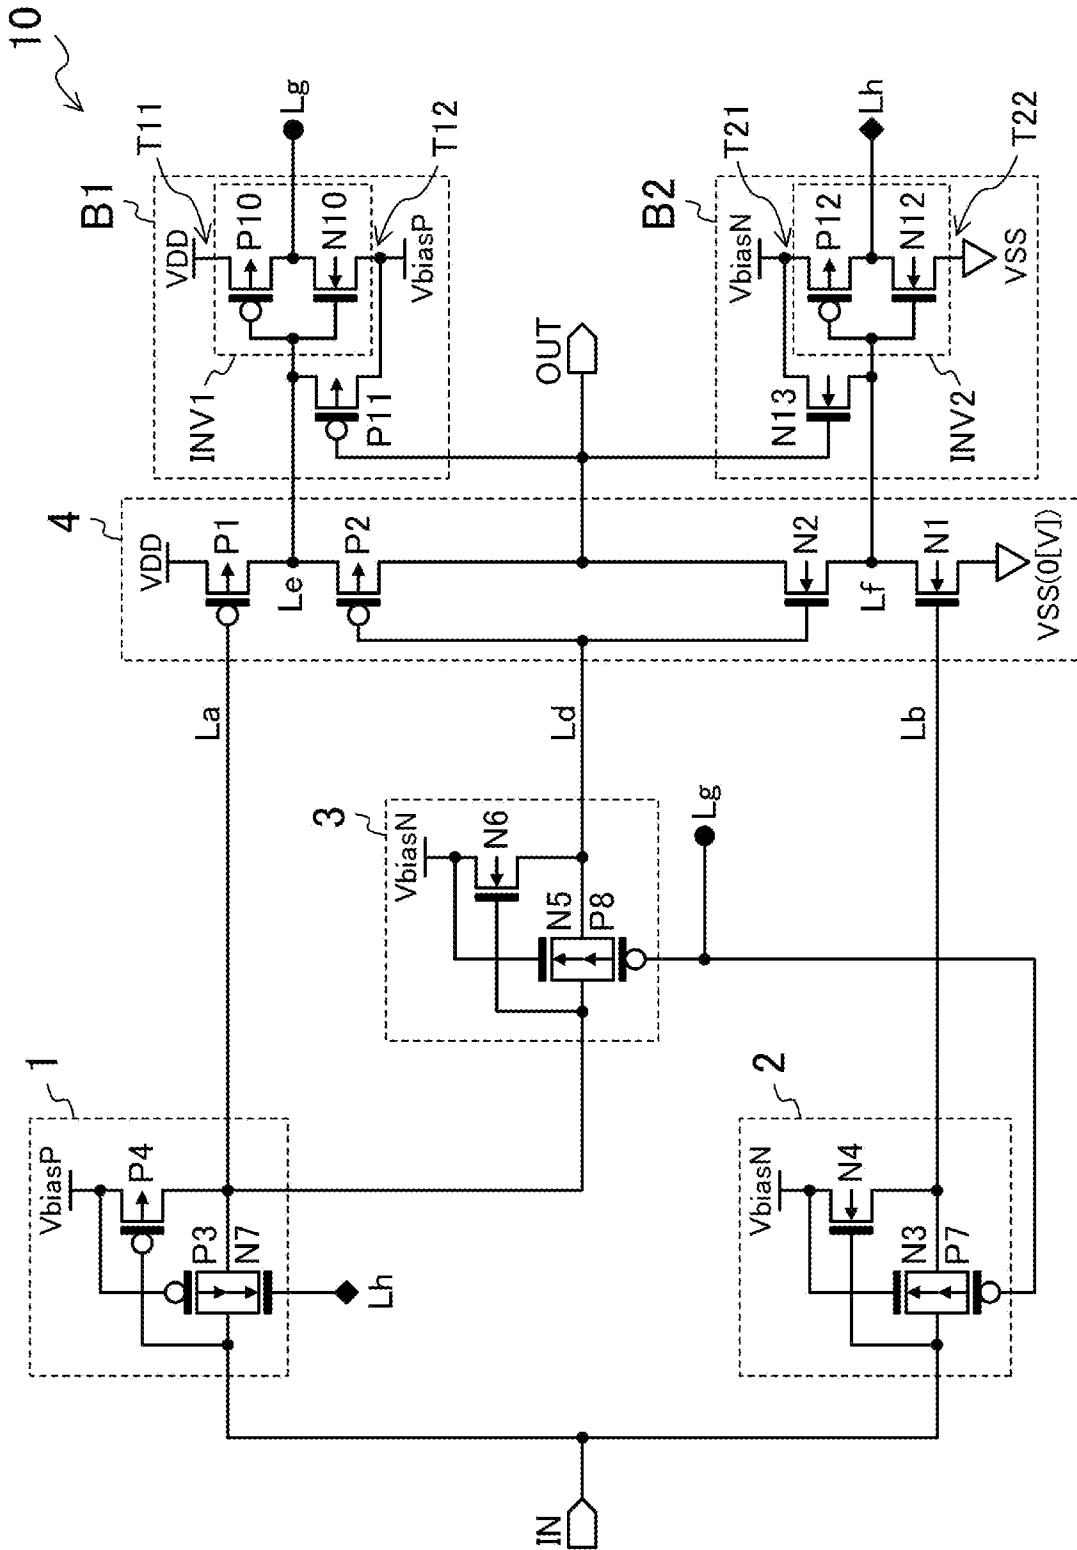 10
T11
B1
VDD
P10
N10
Lg
T12
VbiasP
INV1
P11
OUT
T21
B2
VbiasN
P12
N12
Lh
T22
VSS
N13
INV2
4
VDD
P1
Le
P2
N2
Lf
N1
VSS(0[V])
La
Ld
Lb
3
VbiasN
N6
N5
P8
Lg
1
VbiasP
P4
P3
N7
Lh
2
VbiasN
N4
N3
P7
IN